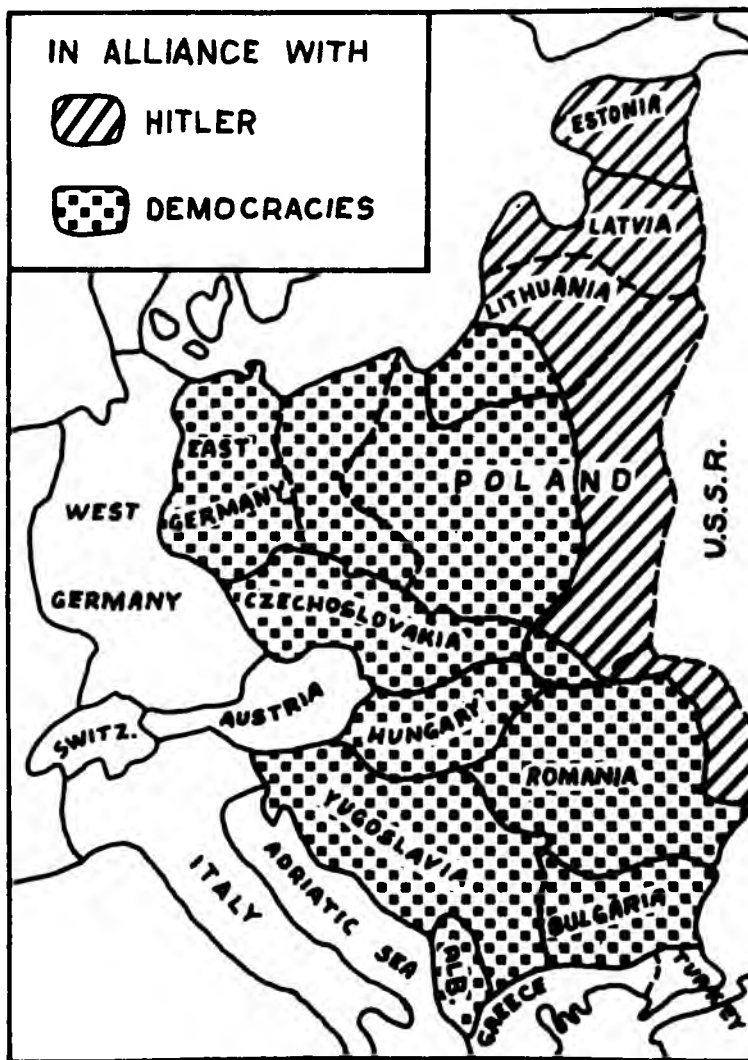 IN ALLIANCE WITH
HITLER
DEMOCRACIES
ESTONIA
LATVIA
LITHUANIA
EAST
GERMANY
POLAND
U.S.S.R.
WEST
GERMANY
CZECHOSLOVAKIA
AUSTRIA
SWITZ.
HUNGARY
ROMANIA
YUGOSLAVIA
ITALY
ADRIATIC SEA
BULGARIA
ALB.
GREECE
TURKEY